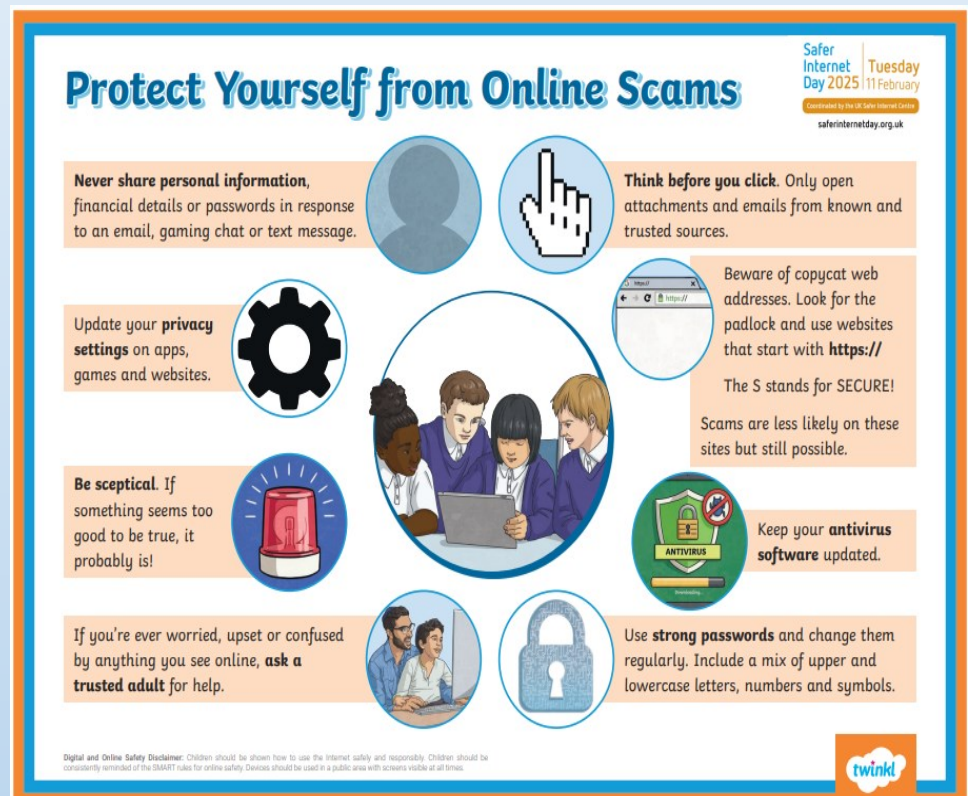 Protect Yourself from Online Scams
Safer
Internet
Day 2025
Tuesday
11 February
Coordinated by the UK Safer Internet Centre
saferinternetday.org.uk
Never share personal information,
financial details or passwords in response
to an email, gaming chat or text message.
Think before you click. Only open
attachments and emails from known and
trusted sources.
Update your privacy
settings on apps,
games and websites.
https://
https://
Beware of copycat web
addresses. Look for the
padlock and use websites
that start with https://
The S stands for SECURE!
Scams are less likely on these
sites but still possible.
Be sceptical. If
something seems too
good to be true, it
probably is!
ANTIVIRUS
Downloading...
Keep your antivirus
software updated.
If you're ever worried, upset or confused
by anything you see online, ask a
trusted adult for help.
Use strong passwords and change them
regularly. Include a mix of upper and
lowercase letters, numbers and symbols.
Digital and Online Safety Disclaimer: Children should be shown how to use the internet safely and responsibly. Children should be
consistently reminded of the SMART rules for online safety. Devices should be used in a public area with screens visible at all times.
twinkl